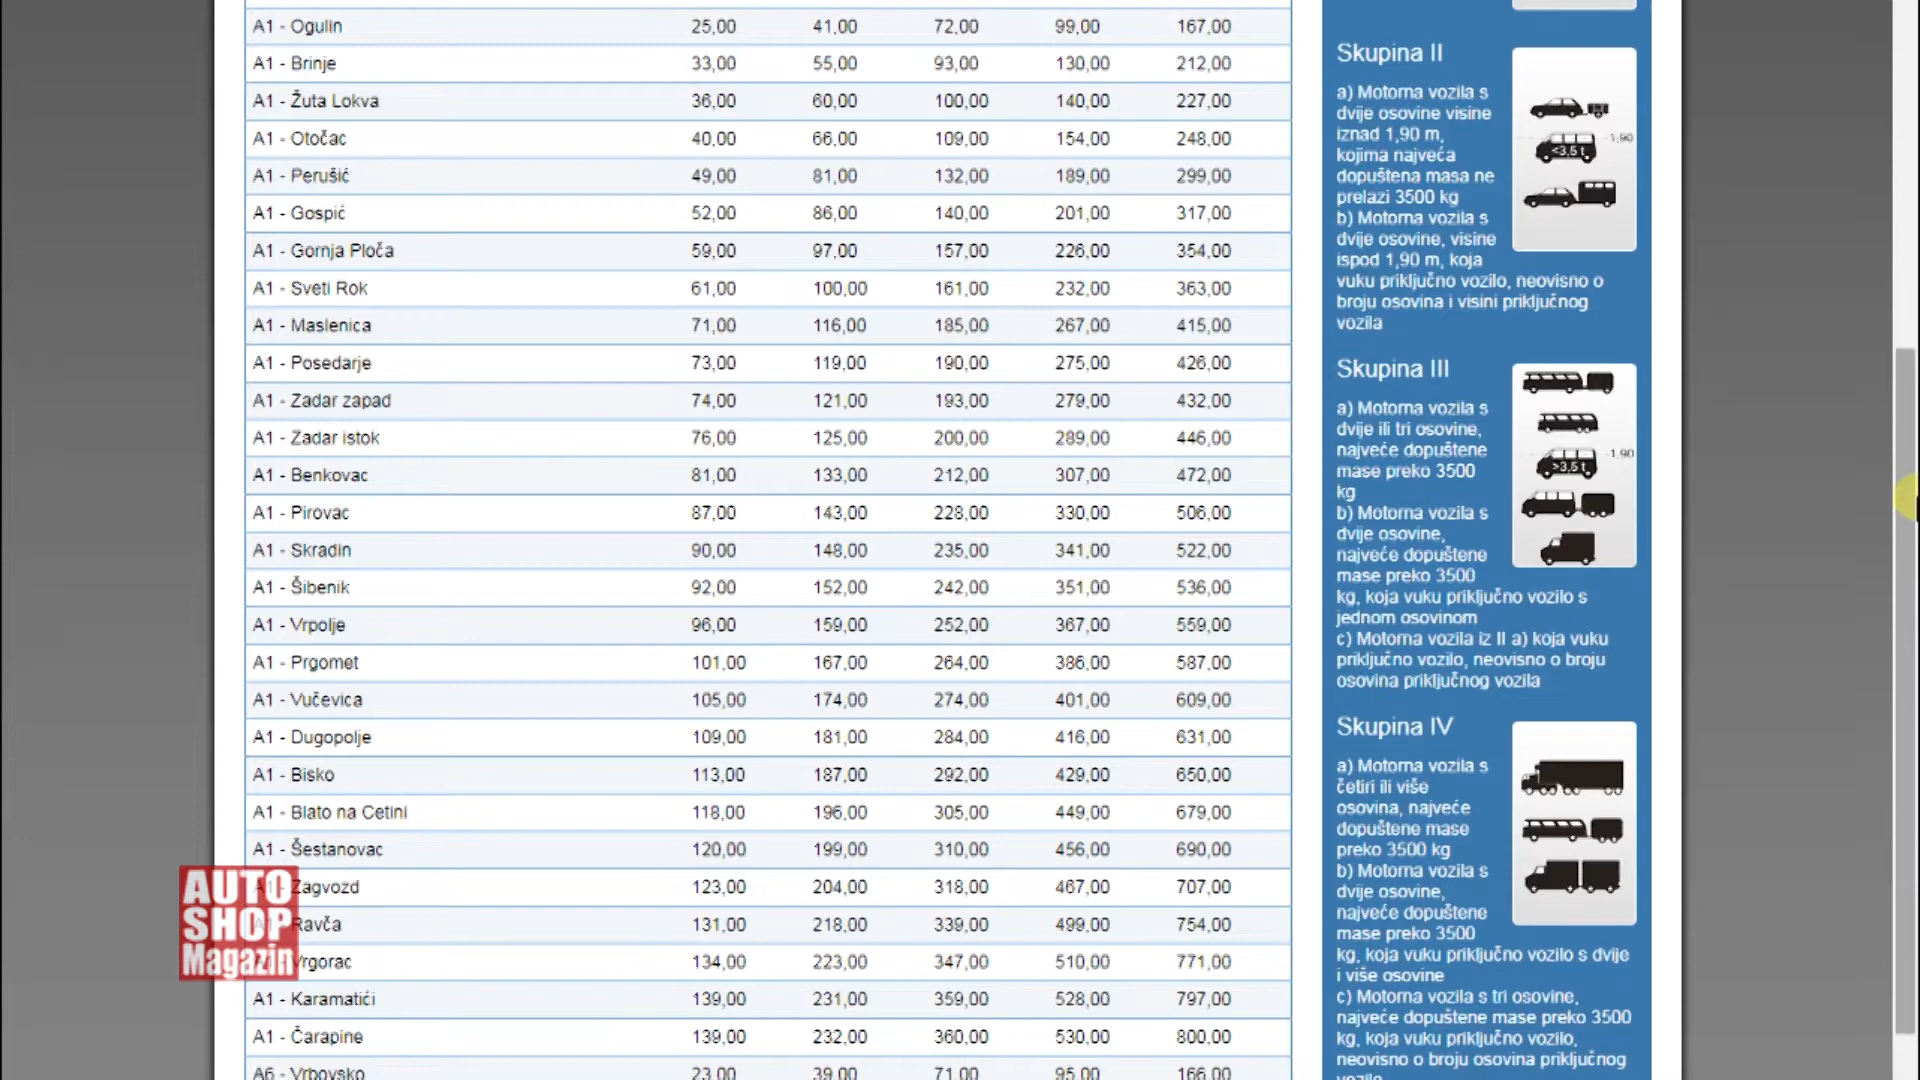 A1 - Ogulin 25,00 41,00 72,00 99,00 167,00
A1 - Brinje 33,00 55,00 93,00 130,00 212,00
A1 - Žuta Lokva 36,00 60,00 100,00 140,00 227,00
A1 - Otočac 40,00 66,00 109,00 154,00 248,00
A1 - Perušić 49,00 81,00 132,00 189,00 299,00
A1 - Gospić 52,00 86,00 140,00 201,00 317,00
A1 - Gornja Ploča 59,00 97,00 157,00 226,00 354,00
A1 - Sveti Rok 61,00 100,00 161,00 232,00 363,00
A1 - Maslenica 71,00 116,00 185,00 267,00 415,00
A1 - Posedarje 73,00 119,00 190,00 275,00 426,00
A1 - Zadar zapad 74,00 121,00 193,00 279,00 432,00
A1 - Zadar istok 76,00 125,00 200,00 289,00 446,00
A1 - Benkovac 81,00 133,00 212,00 307,00 472,00
A1 - Pirovac 87,00 143,00 228,00 330,00 506,00
A1 - Skradin 90,00 148,00 235,00 341,00 522,00
A1 - Šibenik 92,00 152,00 242,00 351,00 536,00
A1 - Vrpolje 96,00 159,00 252,00 367,00 559,00
A1 - Prgomet 101,00 167,00 264,00 386,00 587,00
A1 - Vučevica 105,00 174,00 274,00 401,00 609,00
A1 - Dugopolje 109,00 181,00 284,00 416,00 631,00
A1 - Bisko 113,00 187,00 292,00 429,00 650,00
A1 - Blato na Cetini 118,00 196,00 305,00 449,00 679,00
A1 - Šestanovac 120,00 199,00 310,00 456,00 690,00
A1 - Zagvozd 123,00 204,00 318,00 467,00 707,00
Ravča 131,00 218,00 339,00 499,00 754,00
Vrgorac 134,00 223,00 347,00 510,00 771,00
A1 - Karamatići 139,00 231,00 359,00 528,00 797,00
A1 - Čarapine 139,00 232,00 360,00 530,00 800,00
A6 - Vrbovsko 23,00 39,00 71,00 95,00 166,00
AUTO
SHOP
Magazin
Skupina II
a) Motorna vozila s
dvije osovine visine
iznad 1,90 m,
kojima najveća
dopuštena masa ne
prelazi 3500 kg
b) Motorna vozila s
dvije osovine, visine
ispod 1,90 m, koja
vuku priključno vozilo, neovisno o
broju osovina i visini priključnog
vozila
1,90
<3,5 t
Skupina III
a) Motorna vozila s
dvije ili tri osovine,
najveće dopuštene
mase preko 3500
kg
b) Motorna vozila s
dvije osovine,
najveće dopuštene
mase preko 3500
kg, koja vuku priključno vozilo s
jednom osovinom
c) Motorna vozila iz II a) koja vuku
priključno vozilo, neovisno o broju
osovina priključnog vozila
1,90
>3,5 t
Skupina IV
a) Motorna vozila s
četiri ili više
osovina, najveće
dopuštene mase
preko 3500 kg
b) Motorna vozila s
dvije osovine,
najveće dopuštene
mase preko 3500
kg, koja vuku priključno vozilo s dvije
i više osovine
c) Motorna vozila s tri osovine,
najveće dopuštene mase preko 3500
kg, koja vuku priključno vozilo,
neovisno o broju osovina priključnog
vozila